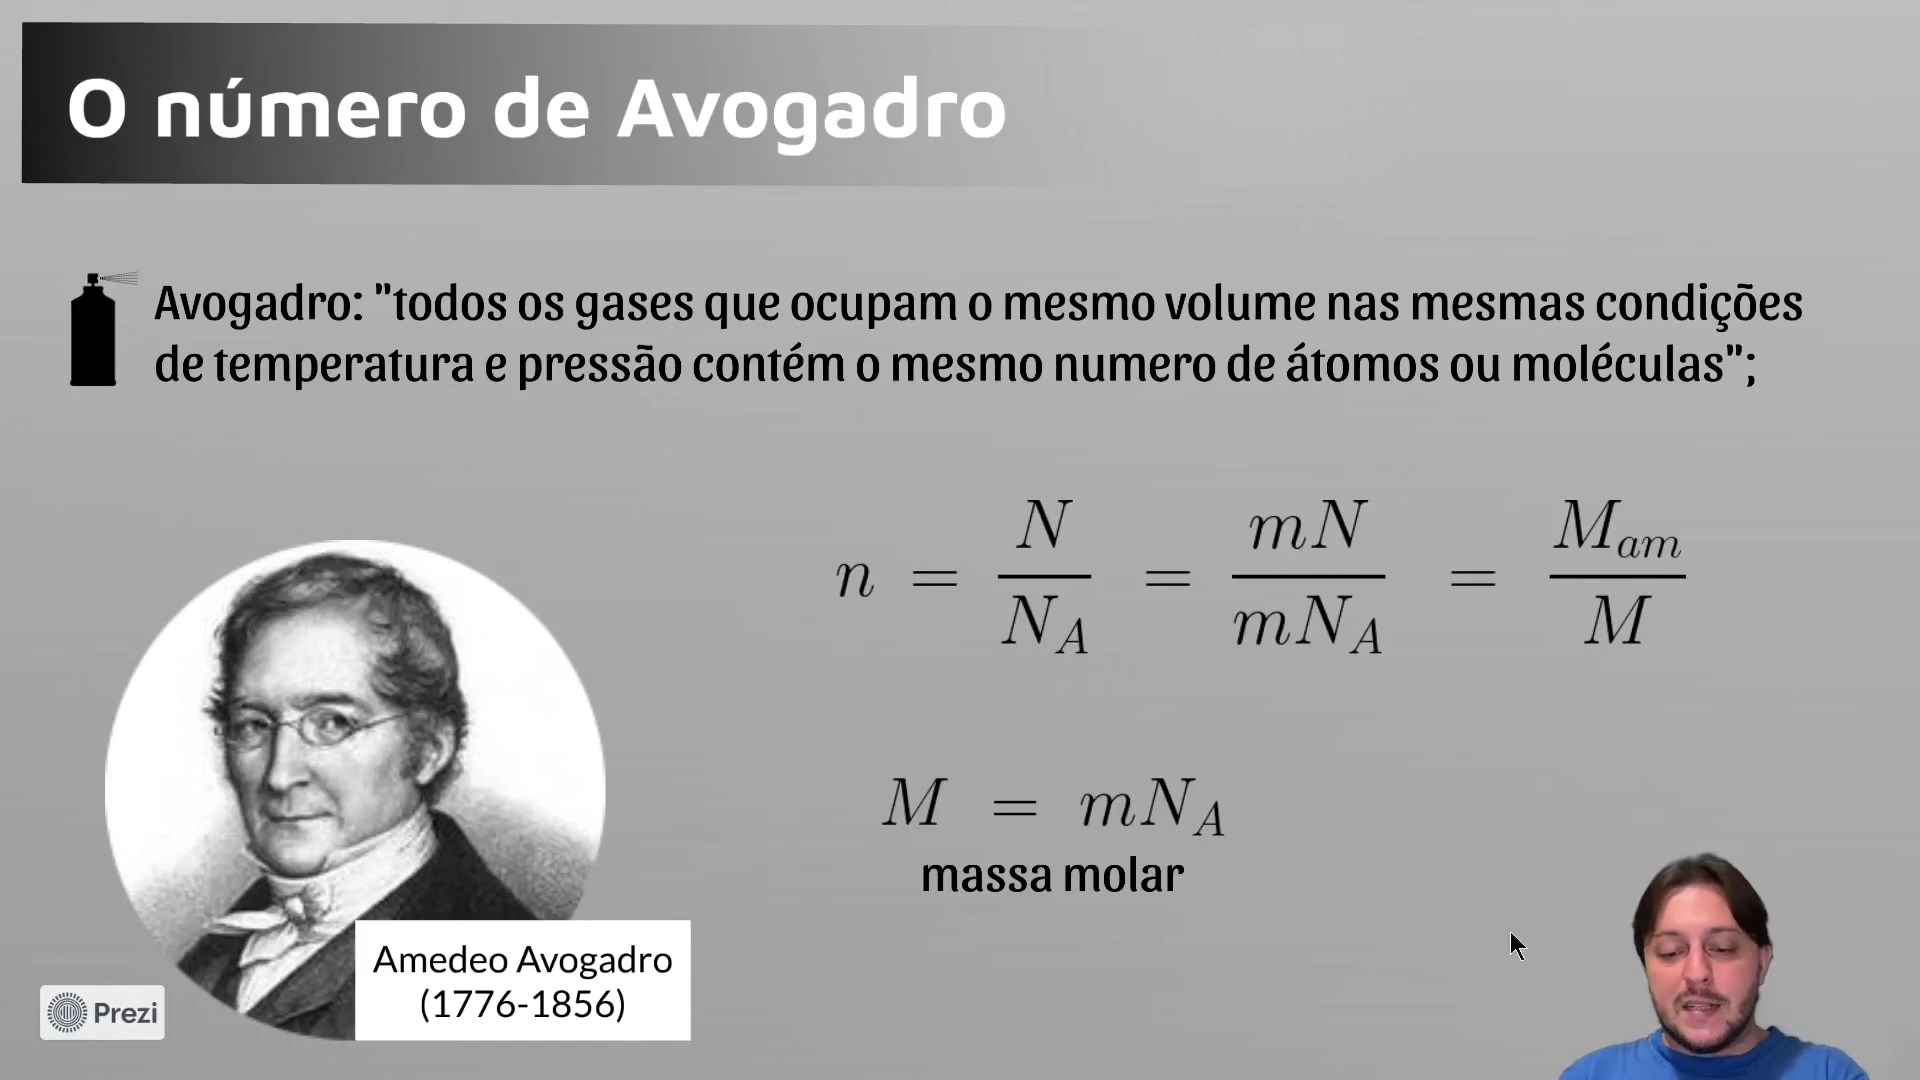 O número de Avogadro
Avogadro: "todos os gases que ocupam o mesmo volume nas mesmas condições
de temperatura e pressão contém o mesmo numero de átomos ou moléculas";
n = N/N_A = mN/mN_A = M_am/M
M = mN_A
massa molar
Amedeo Avogadro
(1776-1856)
Prezi